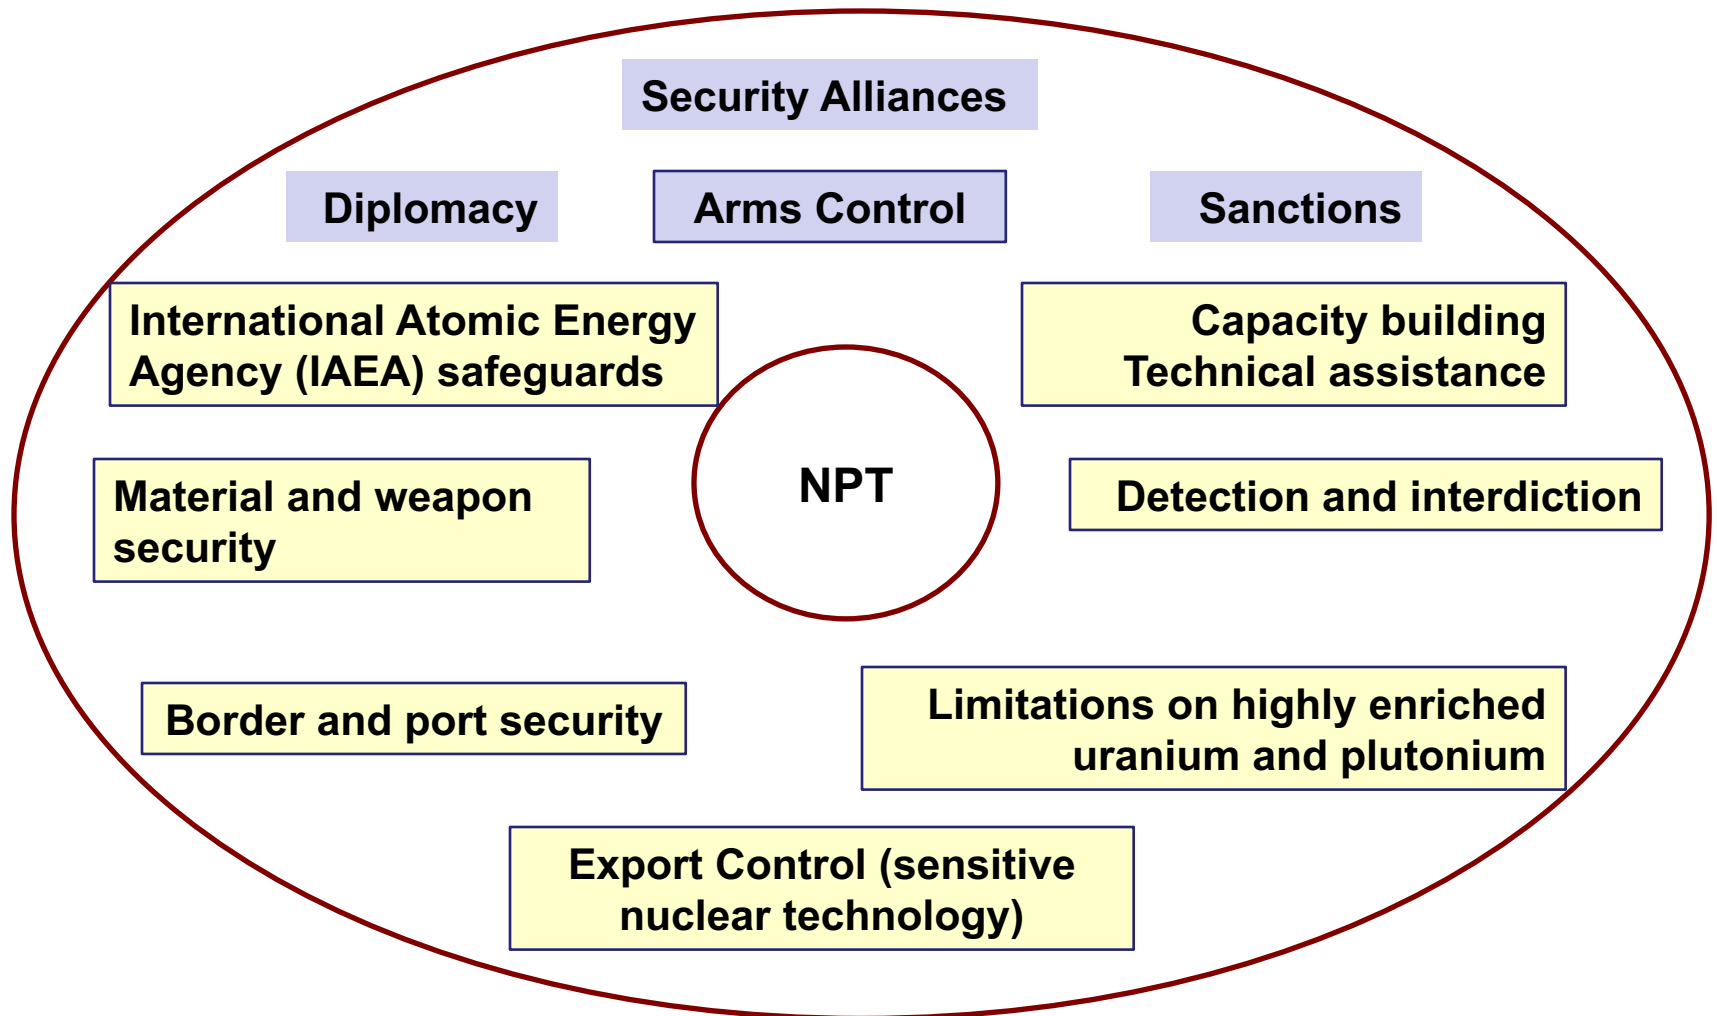 Security Alliances
Diplomacy
Arms Control
Sanctions
International Atomic Energy
Agency (IAEA) safeguards
Capacity building
Technical assistance
NPT
Material and weapon
security
Detection and interdiction
Border and port security
Limitations on highly enriched
uranium and plutonium
Export Control (sensitive
nuclear technology)